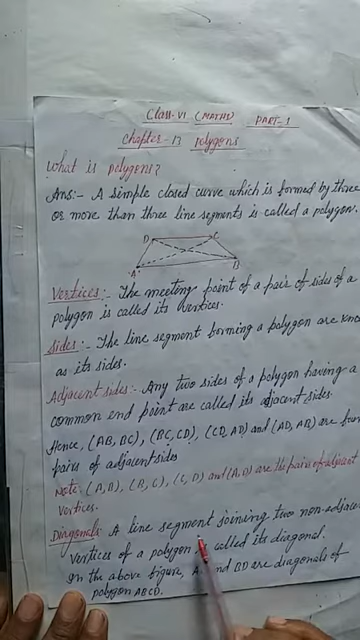 Class-VI (MATHS) PART-1
Chapter-13 Polygons
What is polygons?
Ans:- A simple closed curve which is formed by three
or more than three line segments is called a polygon.
D C
A B
Vertices:- The meeting point of a pair of sides of a
polygon is called its vertices.
Sides:- The line segment forming a polygon are
as its sides.
Adjacent sides:- Any two sides of a polygon having a
common end point are called its adjacent sides.
Hence, (AB, BC), (BC, CD), (CD, AD) and (AD, AB) are four
pairs of adjacent sides
Note: (A, B), (B, C), (C, D) and (A, D) are the pairs of adjacent
vertices.
Diagonals: A line segment joining two non-adjacent
vertices of a polygon is called its diagonal.
In the above figure, and BD are diagonals of
polygon ABCD.